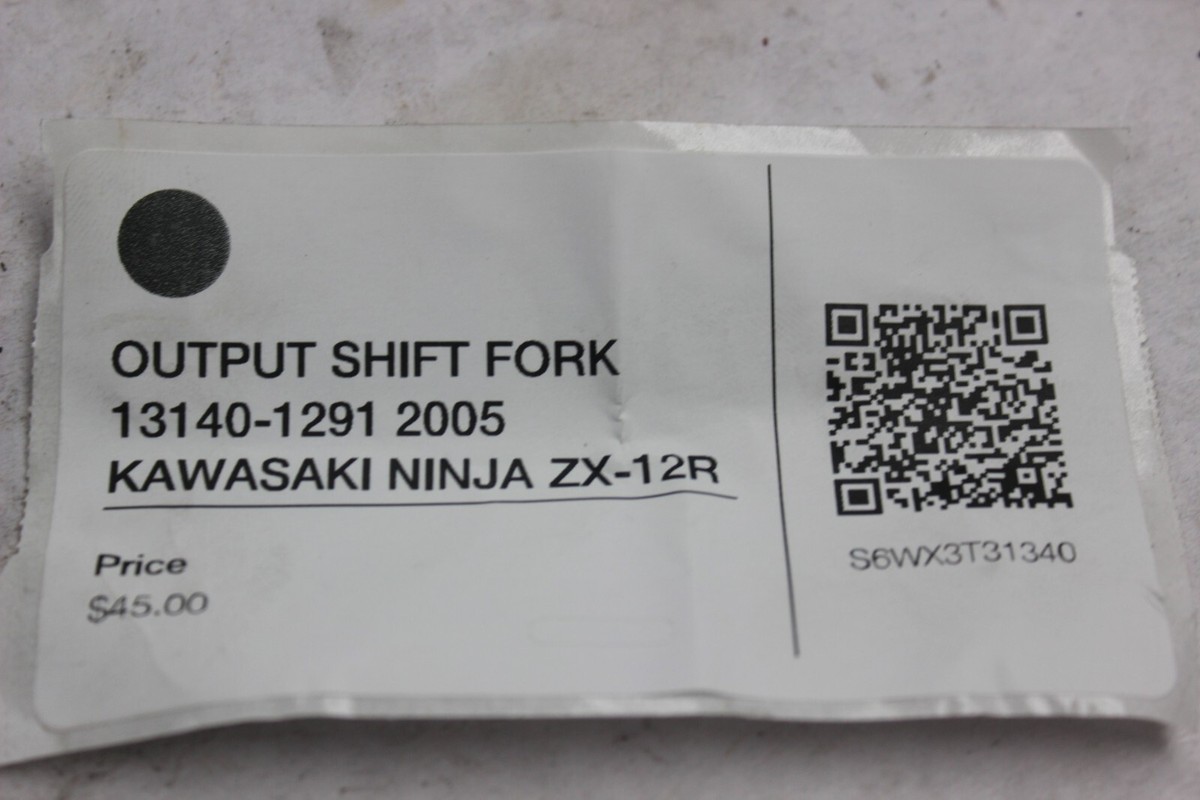 OUTPUT SHIFT FORK
13140-1291 2005
KAWASAKI NINJA ZX-12R
Price
$45.00
S6WX3T31340